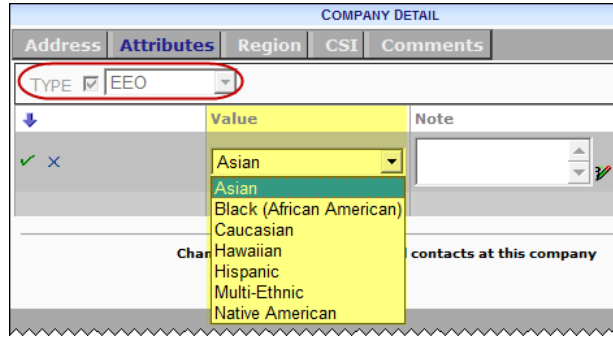 COMPANY DETAIL
Address Attributes Region CSI Comments
TYPE EEO
Value Note
Asian
Asian
Black (African American)
Caucasian
Hawaiian
Hispanic
Multi-Ethnic
Native American
contacts at this company